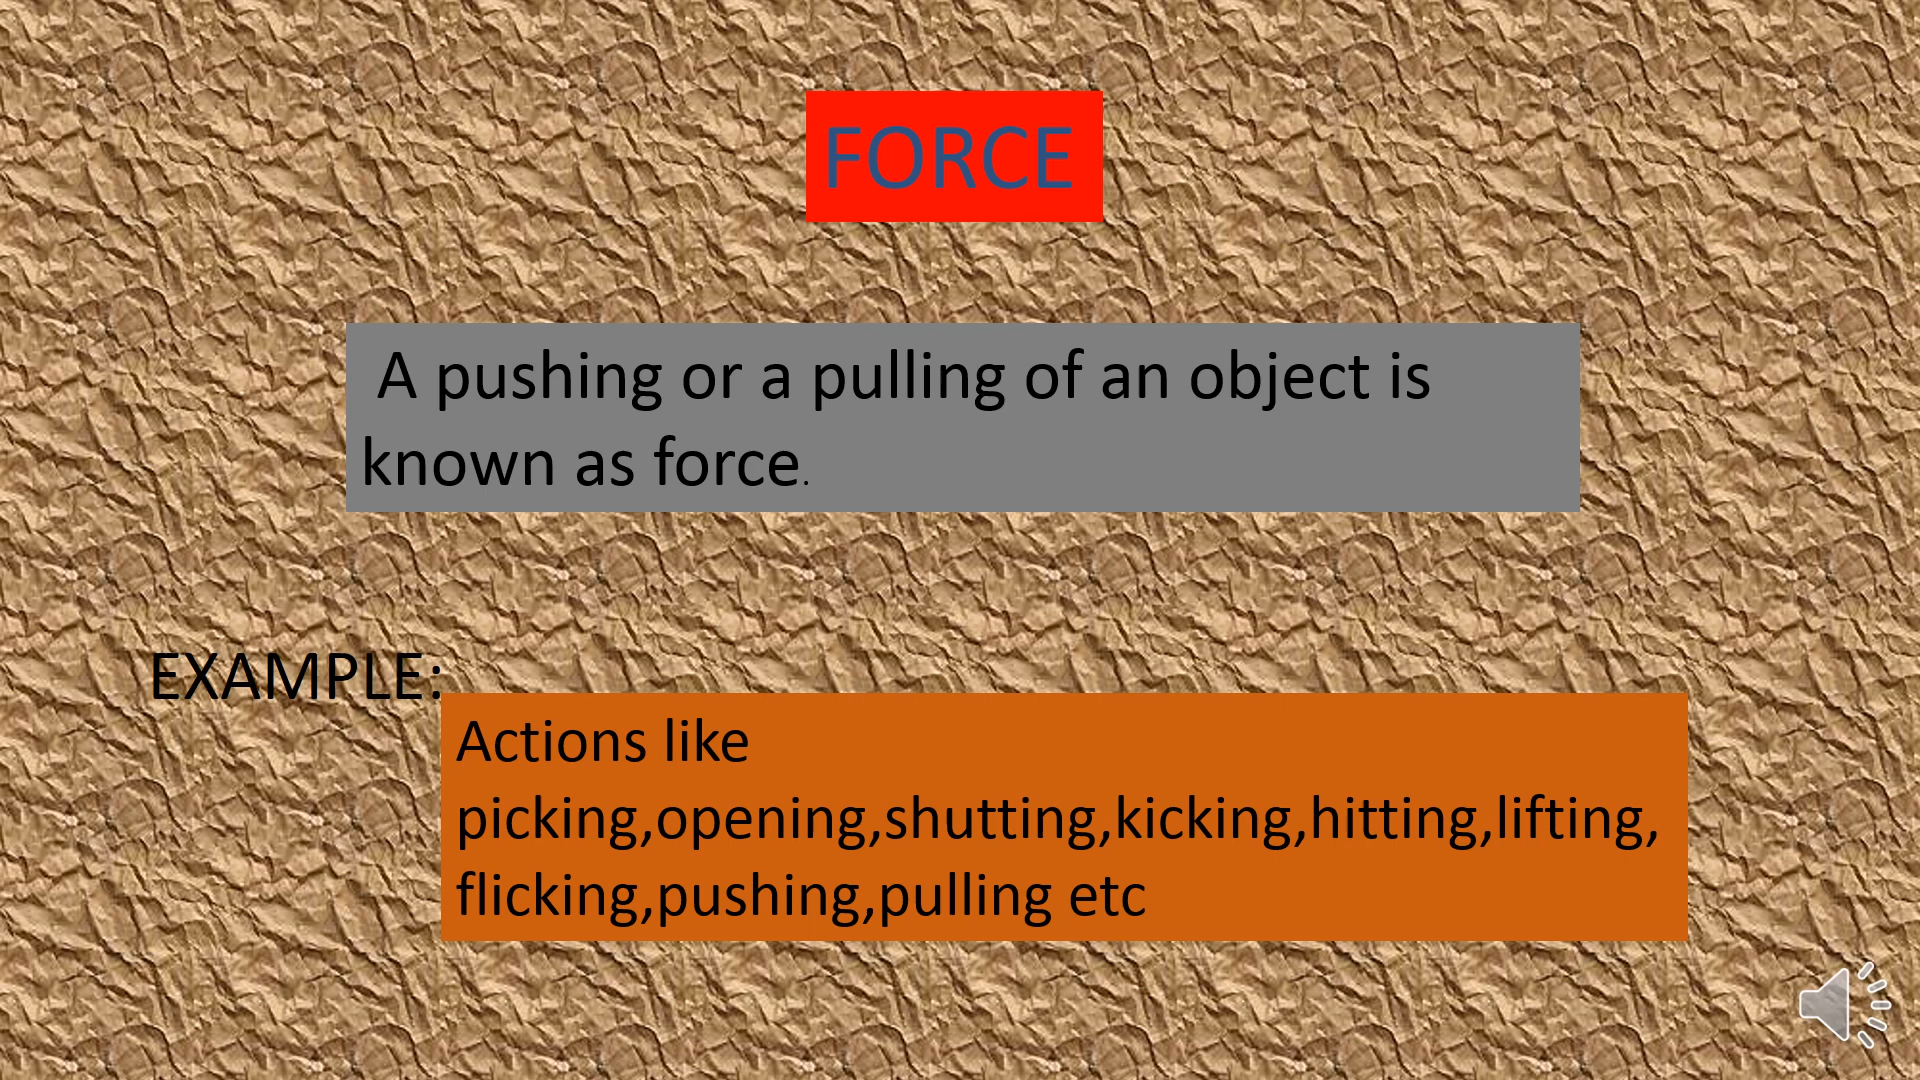 FORCE
A pushing or a pulling of an object is
known as force.
EXAMPLE:
Actions like
picking,opening,shutting,kicking,hitting,lifting,
flicking,pushing,pulling etc